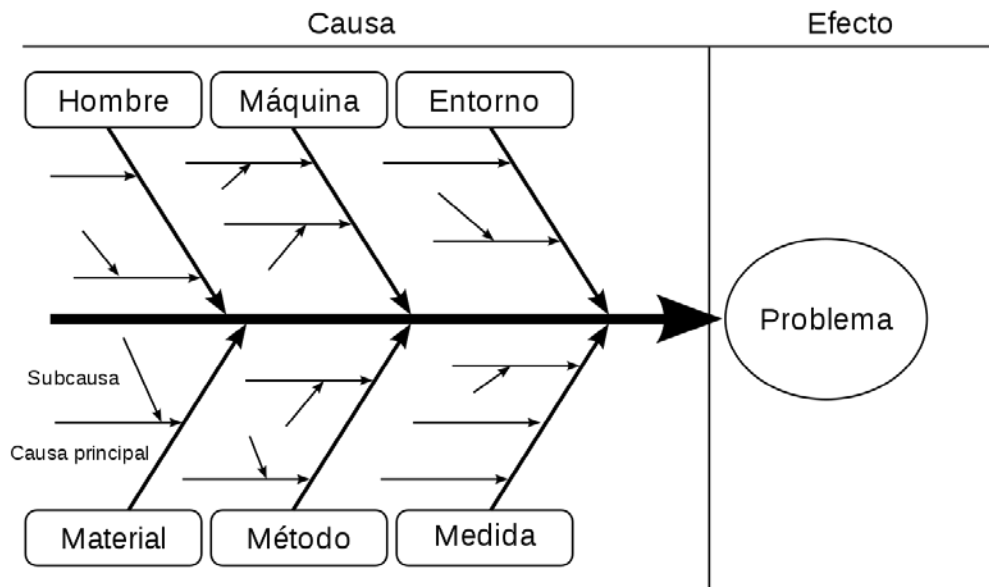 Causa
Efecto
Hombre
Máquina
Entorno
Problema
Subcausa
Causa principal
Material
Método
Medida